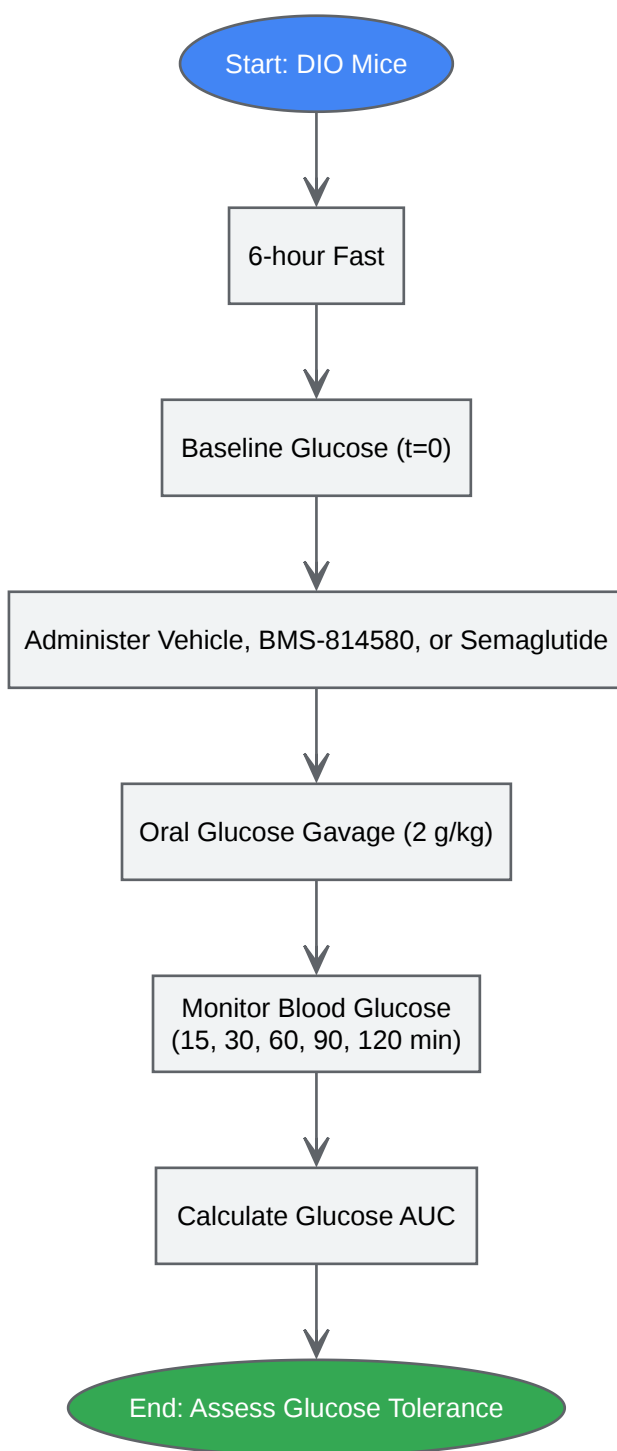 Start: DIO Mice
6-hour Fast
Baseline Glucose (t=0)
Administer Vehicle, BMS-814580, or Semaglutide
Oral Glucose Gavage (2 g/kg)
Monitor Blood Glucose
(15, 30, 60, 90, 120 min)
Calculate Glucose AUC
End: Assess Glucose Tolerance